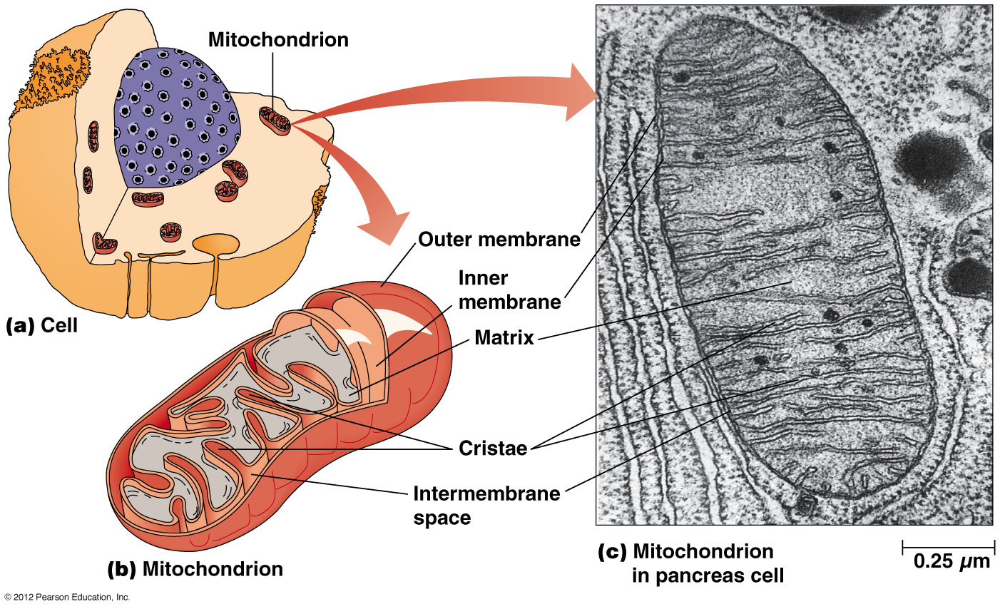 Mitochondrion
(a) Cell
Outer membrane
Inner
membrane
Matrix
Cristae
Intermembrane
space
(b) Mitochondrion
(c) Mitochondrion
in pancreas cell
0.25 µm
© 2012 Pearson Education, Inc.